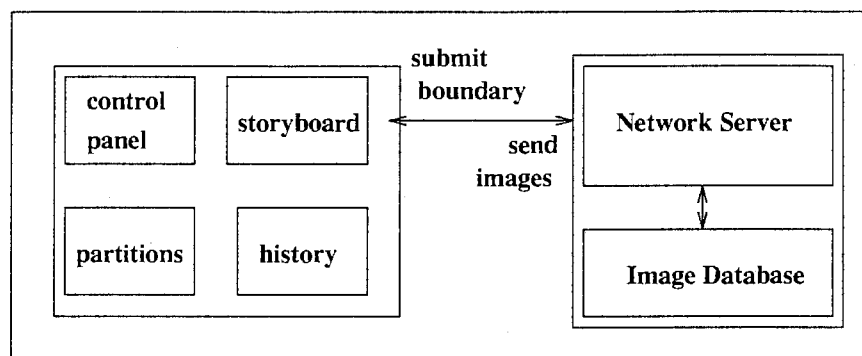 control
panel
storyboard
partitions
history
submit
boundary
send
images
Network Server
Image Database